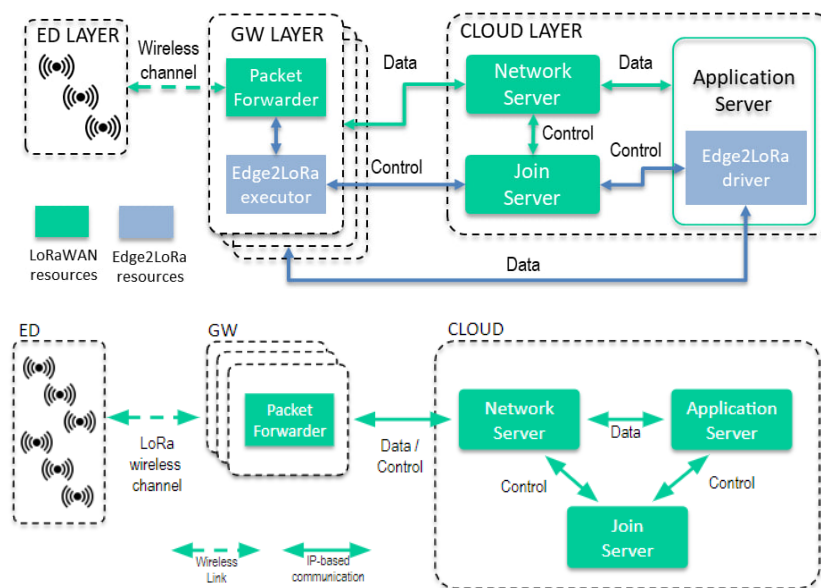 ED LAYER
Wireless
channel
GW LAYER
Packet
Forwarder
Edge2LoRa
executor
Data
Control
CLOUD LAYER
Network
Server
Data
Control
Join
Server
Control
Application
Server
Edge2LoRa
driver
LoRaWAN
resources
Edge2LoRa
resources
Data
ED
LoRa
wireless
channel
GW
Packet
Forwarder
Data /
Control
CLOUD
Network
Server
Data
Application
Server
Control
Control
Join
Server
Wireless
Link
IP-based
communication